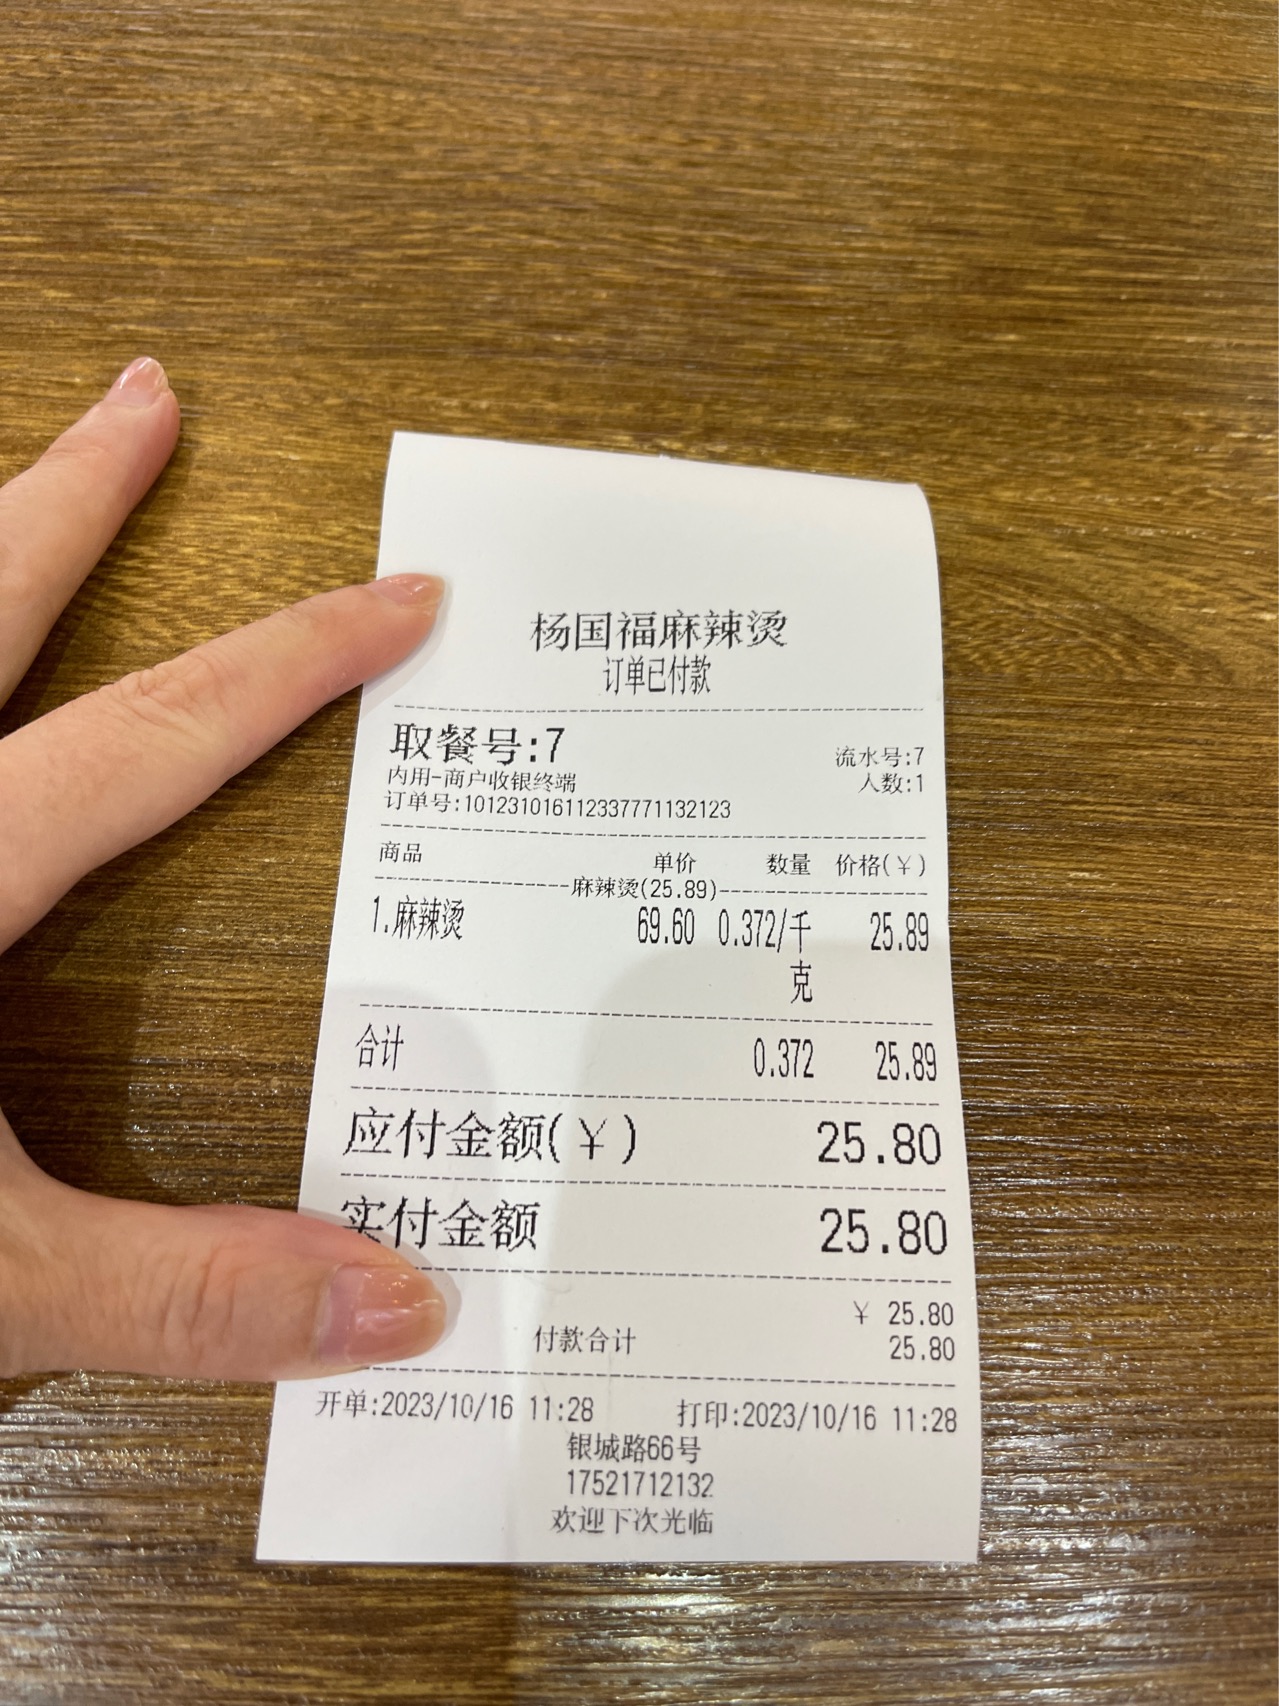 杨国福麻辣烫
订单已付款
取餐号:7
流水号:7
内用-商户收银终端
人数:1
订单号:101231016112337771132123
商品 单价 数量 价格(¥)
麻辣烫(25.89)
1.麻辣烫 69.60 0.372/千克 25.89
合计 0.372 25.89
应付金额(¥) 25.80
实付金额 25.80
¥ 25.80
付款合计 25.80
开单:2023/10/16 11:28 打印:2023/10/16 11:28
银城路66号
17521712132
欢迎下次光临